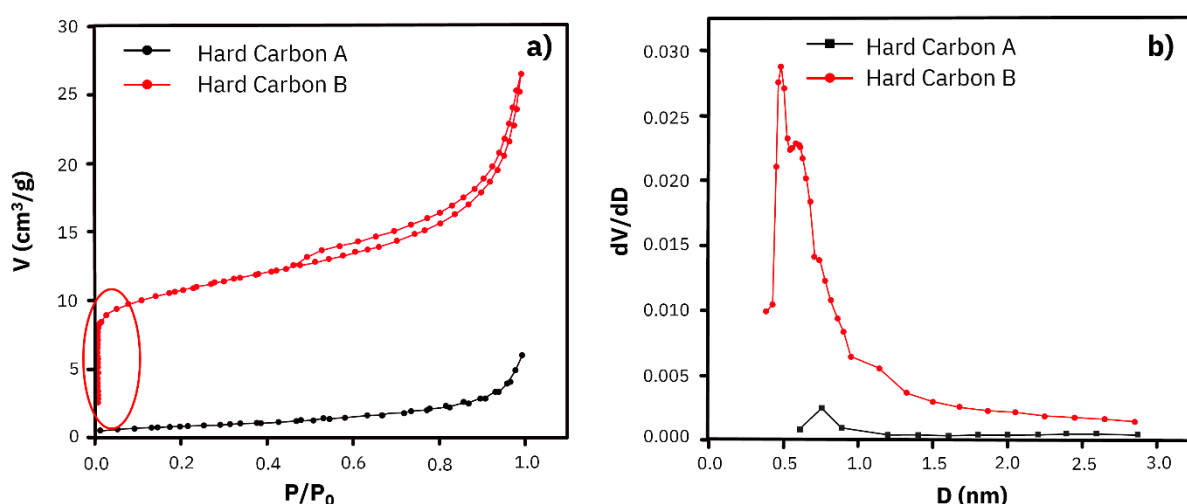 a)
Hard Carbon A
Hard Carbon B
V (cm³/g)
30
25
20
15
10
5
0
0.0 0.2 0.4 0.6 0.8 1.0
P/P₀
b)
Hard Carbon A
Hard Carbon B
dV/dD
0.030
0.025
0.020
0.015
0.010
0.005
0.000
0.0 0.5 1.0 1.5 2.0 2.5 3.0
D (nm)